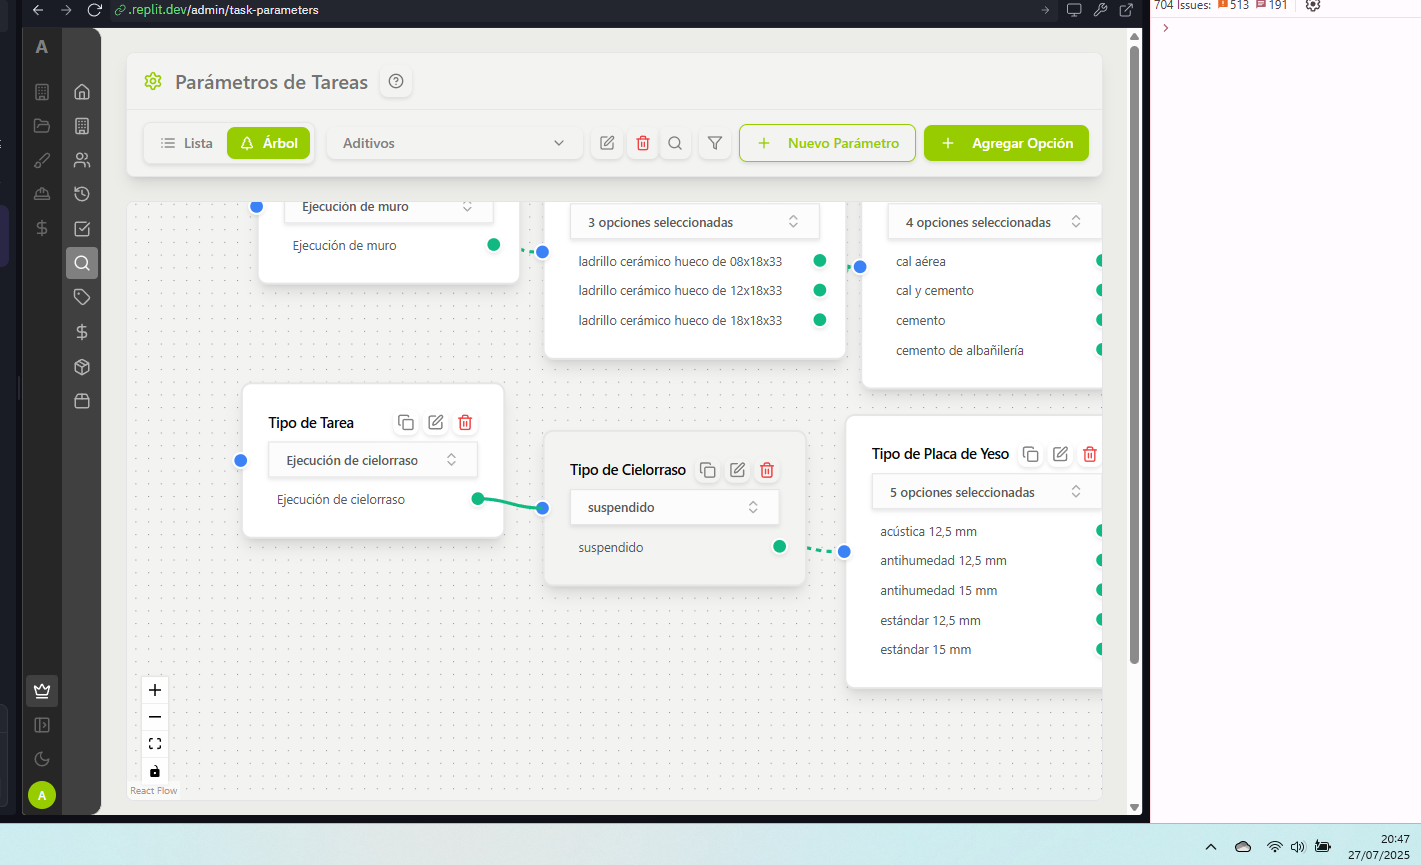 .replit.dev/admin/task-parameters
704 Issues: 513 191
A
Parámetros de Tareas
Lista
Árbol
Aditivos
Nuevo Parámetro
Agregar Opción
Ejecución de muro
Ejecución de muro
3 opciones seleccionadas
ladrillo cerámico hueco de 08x18x33
ladrillo cerámico hueco de 12x18x33
ladrillo cerámico hueco de 18x18x33
4 opciones seleccionadas
cal aérea
cal y cemento
cemento
cemento de albañilería
Tipo de Tarea
Ejecución de cielorraso
Ejecución de cielorraso
Tipo de Cielorraso
suspendido
suspendido
Tipo de Placa de Yeso
5 opciones seleccionadas
acústica 12,5 mm
antihumedad 12,5 mm
antihumedad 15 mm
estándar 12,5 mm
estándar 15 mm
React Flow
A
20:47
27/07/2025